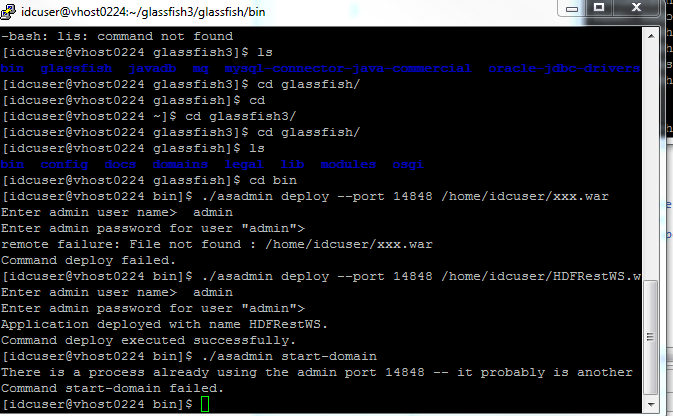 idcuser@vhost0224:~/glassfish3/glassfish/bin
-bash: lis: command not found
[idcuser@vhost0224 glassfish3]$ ls
bin glassfish javadb mq mysql-connector-java-commercial oracle-jdbc-drivers
[idcuser@vhost0224 glassfish3]$ cd glassfish/
[idcuser@vhost0224 glassfish]$ cd
[idcuser@vhost0224 ~]$ cd glassfish3/
[idcuser@vhost0224 glassfish3]$ cd glassfish/
[idcuser@vhost0224 glassfish]$ ls
bin config docs domains legal lib modules osgi
[idcuser@vhost0224 glassfish]$ cd bin
[idcuser@vhost0224 bin]$ ./asadmin deploy --port 14848 /home/idcuser/xxx.war
Enter admin user name> admin
Enter admin password for user "admin">
remote failure: File not found : /home/idcuser/xxx.war
Command deploy failed.
[idcuser@vhost0224 bin]$ ./asadmin deploy --port 14848 /home/idcuser/HDFRestWS.w
Enter admin user name> admin
Enter admin password for user "admin">
Application deployed with name HDFRestWS.
Command deploy executed successfully.
[idcuser@vhost0224 bin]$ ./asadmin start-domain
There is a process already using the admin port 14848 -- it probably is another
Command start-domain failed.
[idcuser@vhost0224 bin]$